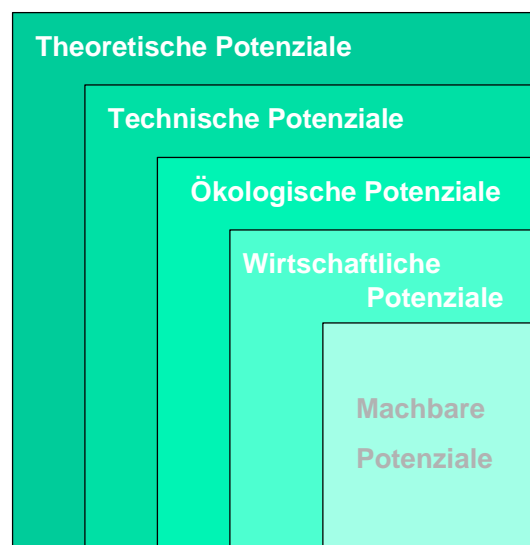 Theoretische Potenziale
Technische Potenziale
Ökologische Potenziale
Wirtschaftliche
Potenziale
Machbare
Potenziale